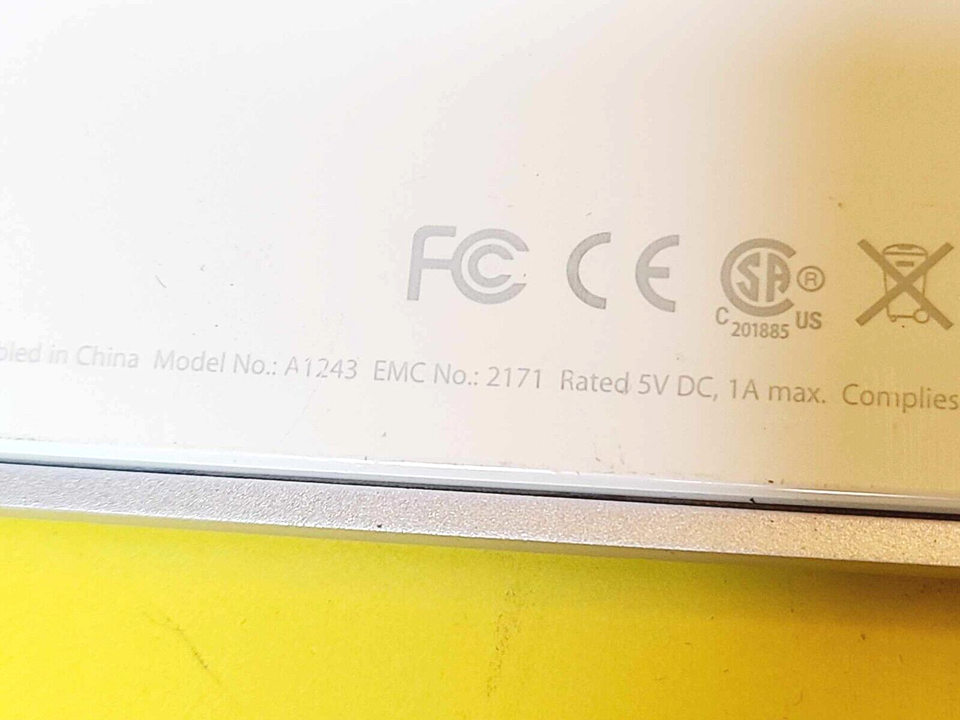 FC CE SA ®
C 201885 US
bled in China Model No.: A1243 EMC No.: 2171 Rated 5V DC, 1A max. Complies